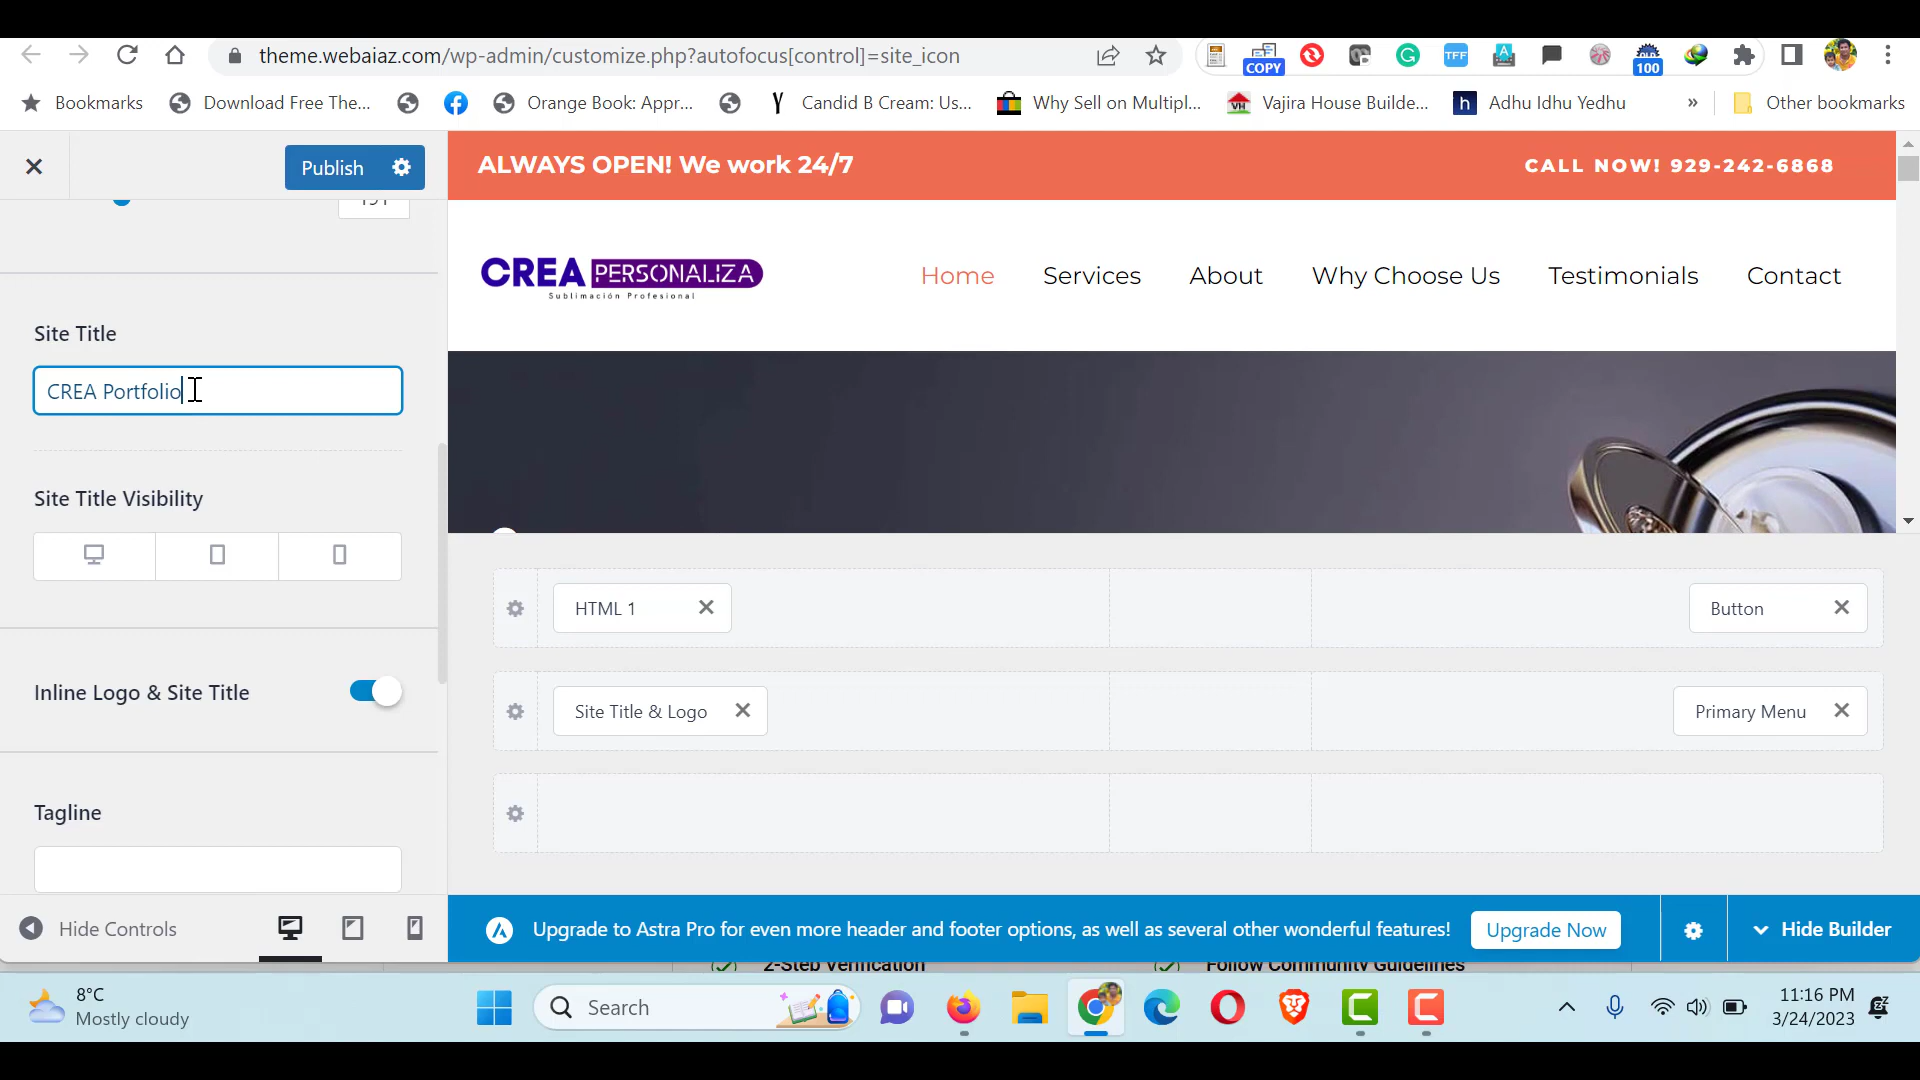 theme.webaiaz.com/wp-admin/customize.php?autofocus[control]=site_icon
COPY
TFF
100
Bookmarks
Download Free The...
Orange Book: Appr...
Candid B Cream: Us...
Why Sell on Multipl...
VH
Vajira House Builde...
h
Adhu Idhu Yedhu
»
Other bookmarks
Publish
ALWAYS OPEN! We work 24/7
CALL NOW! 929-242-6868
CREA PERSONALIZA
Sublimación Profesional
Home
Services
About
Why Choose Us
Testimonials
Contact
Site Title
CREA Portfolio
Site Title Visibility
Inline Logo & Site Title
Tagline
HTML 1
Button
Site Title & Logo
Primary Menu
Hide Controls
Upgrade to Astra Pro for even more header and footer options, as well as several other wonderful features!
Upgrade Now
Hide Builder
2-Step Verification
Follow Community Guidelines
8°C
Mostly cloudy
Search
11:16 PM
3/24/2023